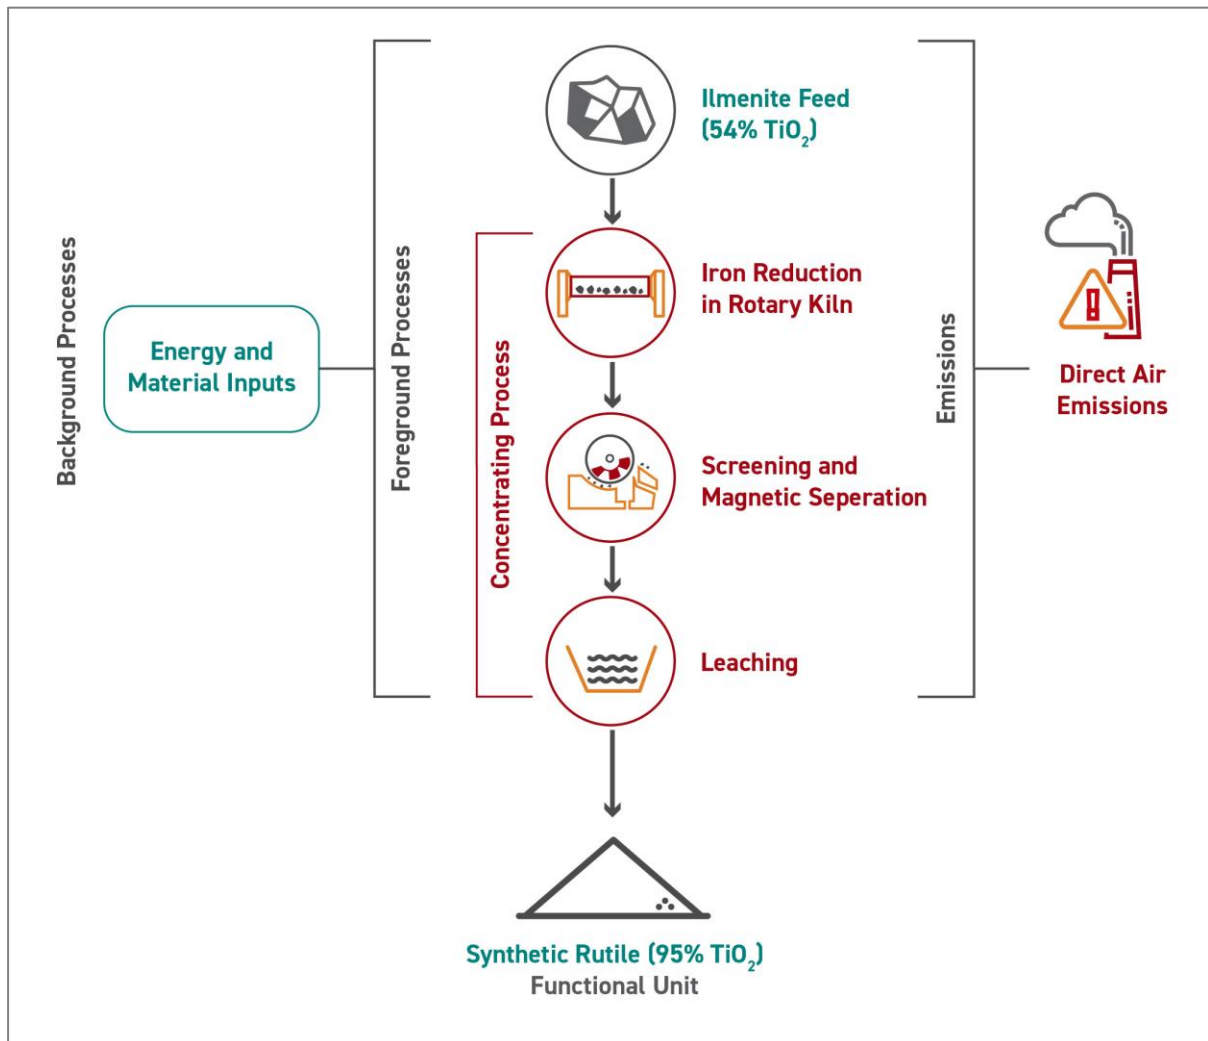 Ilmenite Feed
(54% TiO₂)
Background Processes
Energy and
Material Inputs
Foreground Processes
Concentrating Process
Iron Reduction
in Rotary Kiln
Screening and
Magnetic Seperation
Leaching
Emissions
Direct Air
Emissions
Synthetic Rutile (95% TiO₂)
Functional Unit